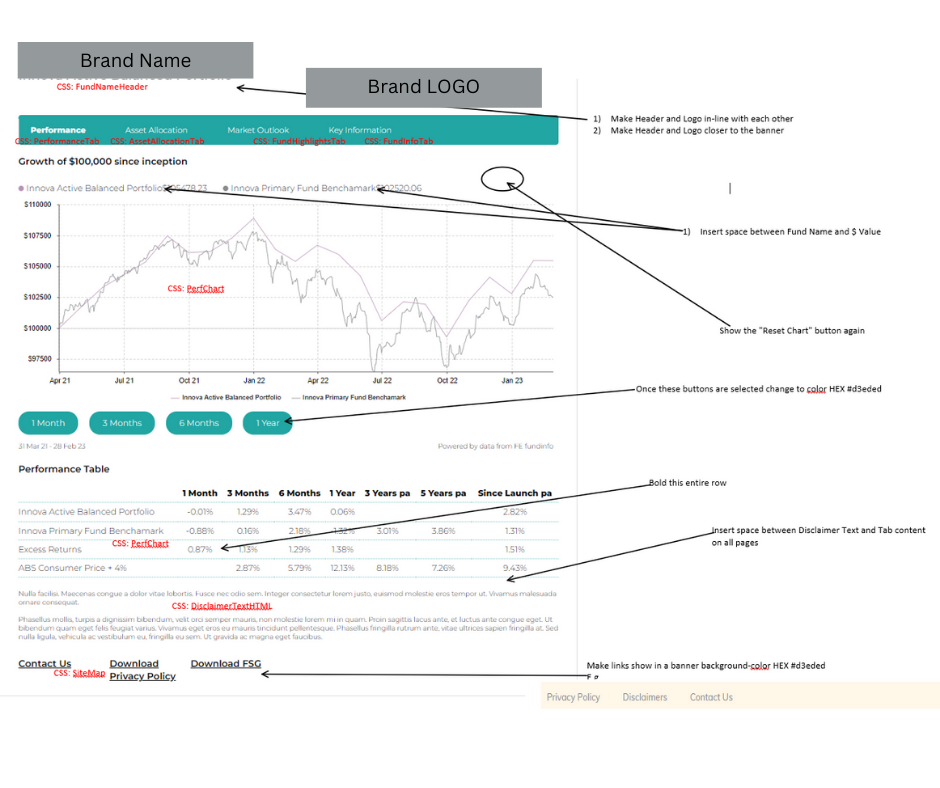 Brand Name
Brand LOGO
CSS: FundNameHeader
1) Make Header and Logo in-line with each other
2) Make Header and Logo closer to the banner
Performance Asset Allocation Market Outlook Key Information
CSS: PerformanceTab CSS: AssetAllocationTab CSS: FundHighlightsTab CSS: FundInfoTab
Growth of $100,000 since inception
Innova Active Balanced Portfolio Innova Primary Fund Benchamark
1) Insert space between Fund Name and $ Value
$110000
$107500
$105000
CSS: PerfChart
$102500
$100000
Show the "Reset Chart" button again
$97500
Apr 21 Jul 21 Oct 21 Jan 22 Apr 22 Jul 22 Oct 22 Jan 23
Once these buttons are selected change to color HEX #d3eded
Innova Active Balanced Portfolio Innova Primary Fund Benchamark
1 Month 3 Months 6 Months 1 Year
31 Mar 21 - 28 Feb 23 Powered by data from FE fundinfo
Performance Table
Bold this entire row
1 Month 3 Months 6 Months 1 Year 3 Years pa 5 Years pa Since Launch pa
Innova Active Balanced Portfolio -0.01% 1.29% 3.47% 0.06% 2.82%
Innova Primary Fund Benchamark -0.88% 0.16% 2.18% 1.32% 3.01% 3.86% 1.31%
Insert space between Disclaimer Text and Tab content
on all pages
CSS: PerfChart
Excess Returns 0.87% 1.13% 1.29% 1.38% 1.51%
ABS Consumer Price + 4% 2.87% 5.79% 12.13% 8.18% 7.26% 9.43%
Nulla facilisi. Maecenas congue a dolor vitae lobortis. Fusce nec odio sem. Integer consectetur lorem justo, euismod molestie eros tempor ut. Vivamus malesuada
ornare consequat.
CSS: DisclaimerTextHTML
Phasellus mollis, turpis a dignissim bibendum, velit orci semper mauris, non molestie lorem mi in quam. Proin sagittis lacus ante, et luctus ante congue eget. Ut
bibendum quam eget felis feugiat varius. Vivamus eget eros eu mauris tincidunt pellentesque. Phasellus fringilla rutrum ante, vitae ultrices sapien fringilla at. Sed
nulla ligula, vehicula ac vestibulum eu, fringilla eu sem. Ut gravida ac magna eget faucibus.
Contact Us Download Download FSG
Privacy Policy
CSS: SiteMap
Make links show in a banner background-color HEX #d3eded
Privacy Policy Disclaimers Contact Us